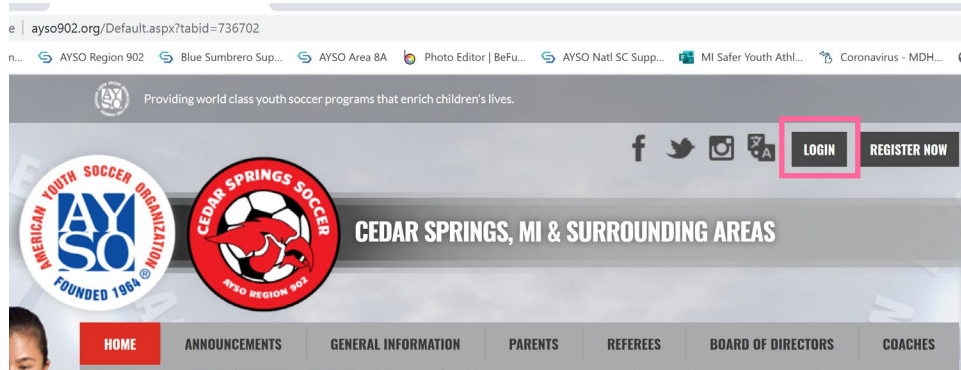 e | ayso902.org/Default.aspx?tabid=736702
n... AYSO Region 902 Blue Sumbrero Sup... AYSO Area 8A Photo Editor | BeFu... AYSO Natl SC Supp... MI Safer Youth Athl... Coronavirus - MDH...
Providing world class youth soccer programs that enrich children's lives.
LOGIN REGISTER NOW
AMERICAN YOUTH SOCCER ORGANIZATION
AYSO
FOUNDED 1964 ®
CEDAR SPRINGS SOCCER
AYSO REGION 902
CEDAR SPRINGS, MI & SURROUNDING AREAS
HOME ANNOUNCEMENTS GENERAL INFORMATION PARENTS REFEREES BOARD OF DIRECTORS COACHES